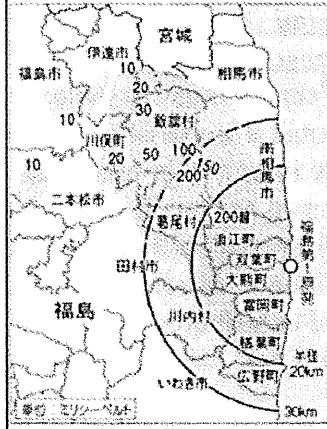 宮城
伊達市
福島市
10
相馬市
20
30
飯舘村
10
川俣町
20
50
100
150
200
10
南相馬市
二本松市
葛尾村
200超
浪江町
双葉町
田村市
大熊町
福島第1原発
福島
富岡町
川内村
楢葉町
半径
20km
いわき市
広野町
単位 ミリシーベルト
30km